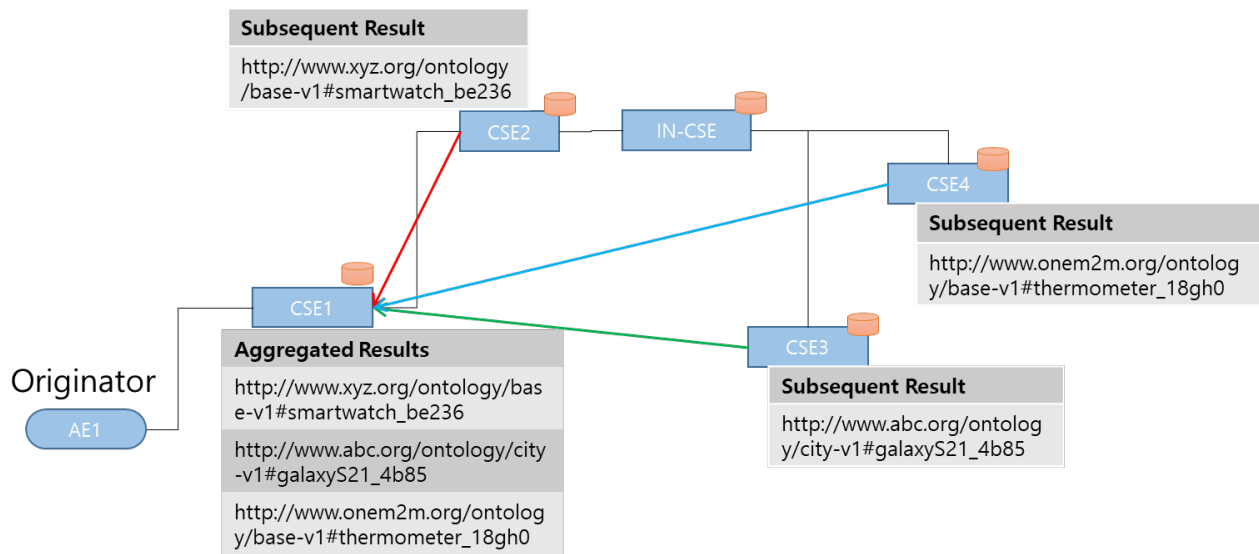 Subsequent Result
http://www.xyz.org/ontology
/base-v1#smartwatch_be236
CSE2
IN-CSE
CSE4
Subsequent Result
http://www.onem2m.org/ontolog
y/base-v1#thermometer_18gh0
CSE1
Aggregated Results
http://www.xyz.org/ontology/bas
e-v1#smartwatch_be236
http://www.abc.org/ontology/city
-v1#galaxyS21_4b85
http://www.onem2m.org/ontolog
y/base-v1#thermometer_18gh0
CSE3
Subsequent Result
http://www.abc.org/ontolog
y/city-v1#galaxyS21_4b85
Originator
AE1